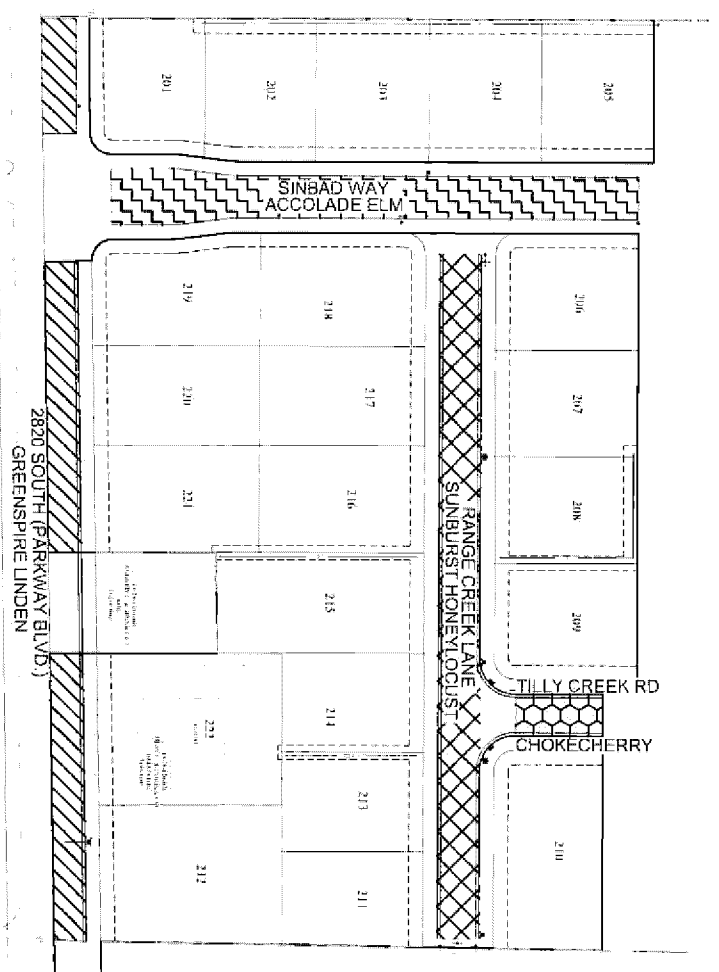 201
202
203
204
205
SINBAD WAY
ACCOLADE ELM
219
218
206
220
217
207
221
216
208
2820 SOUTH (PARKWAY BLVD.)
GREENSPIRE LINDEN
RANGE CREEK LANE
SUNBURST HONEYLOCUST
215
209
TILLY CREEK RD
CHOKECHERRY
222
214
213
210
212
211